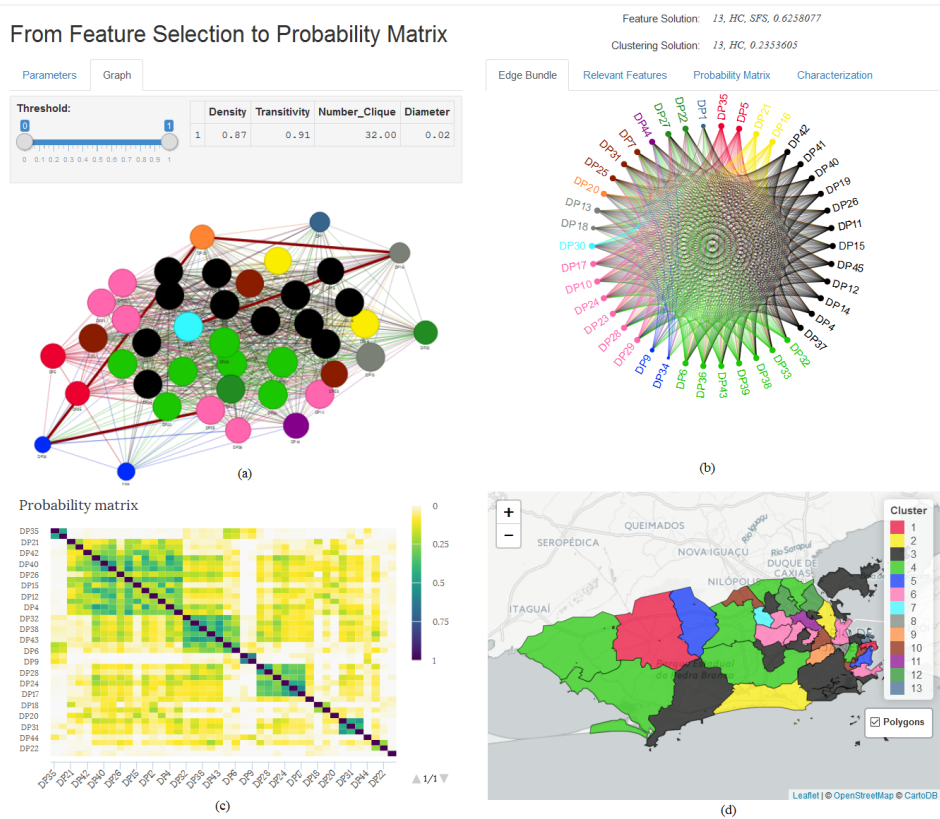 From Feature Selection to Probability Matrix
Parameters Graph
Threshold:
0 1
0 0.1 0.2 0.3 0.4 0.5 0.6 0.7 0.8 0.9 1
Density Transitivity Number_Clique Diameter
1 0.87 0.91 32.00 0.02
(a)
Feature Solution: 13, HC, SFS, 0.6258077
Clustering Solution: 13, HC, 0.2353605
Edge Bundle Relevant Features Probability Matrix Characterization
DP1
DP35
DP5
DP21
DP16
DP42
DP41
DP40
DP19
DP26
DP11
DP15
DP45
DP12
DP14
DP4
DP37
DP32
DP33
DP38
DP39
DP43
DP36
DP6
DP34
DP9
DP29
DP28
DP23
DP24
DP10
DP17
DP30
DP18
DP13
DP20
DP25
DP31
DP7
DP44
DP27
DP22
(b)
Probability matrix
DP35
DP21
DP42
DP40
DP26
DP15
DP12
DP4
DP32
DP38
DP43
DP6
DP9
DP28
DP24
DP17
DP18
DP20
DP31
DP44
DP22
DP35 DP21 DP42 DP40 DP26 DP15 DP12 DP4 DP32 DP38 DP43 DP6 DP9 DP28 DP24 DP17 DP18 DP20 DP31 DP44 DP22
0
0.25
0.5
0.75
1
1/1
(c)
+
−
QUEIMADOS
SEROPÉDICA
Rio Iguaçu
NOVA IGUAÇU
Rio Sarapuí
DUQUE DE
CAXIAS
NILÓPOLIS
ITAGUAÍ
Parque Estadual
da Pedra Branca
Cluster
1
2
3
4
5
6
7
8
9
10
11
12
13
Polygons
Leaflet | © OpenStreetMap © CartoDB
(d)